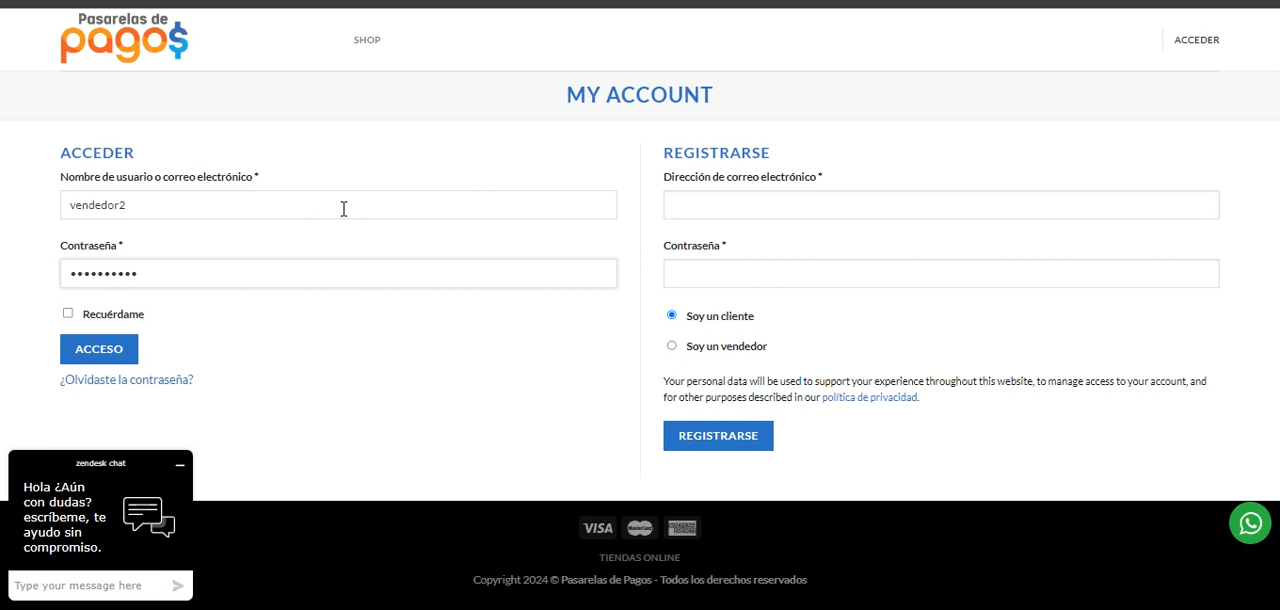 Pasarelas de
pago$
SHOP
ACCEDER
MY ACCOUNT
ACCEDER
Nombre de usuario o correo electrónico *
vendedor2
Contraseña *
Recuérdame
ACCESO
¿Olvidaste la contraseña?
REGISTRARSE
Dirección de correo electrónico *
Contraseña *
Soy un cliente
Soy un vendedor
Your personal data will be used to support your experience throughout this website, to manage access to your account, and
for other purposes described in our política de privacidad.
REGISTRARSE
zendesk chat
Hola ¿Aún
con dudas?
escríbeme, te
ayudo sin
compromiso.
Type your message here
VISA
MasterCard
TIENDAS ONLINE
Copyright 2024 © Pasarelas de Pagos - Todos los derechos reservados